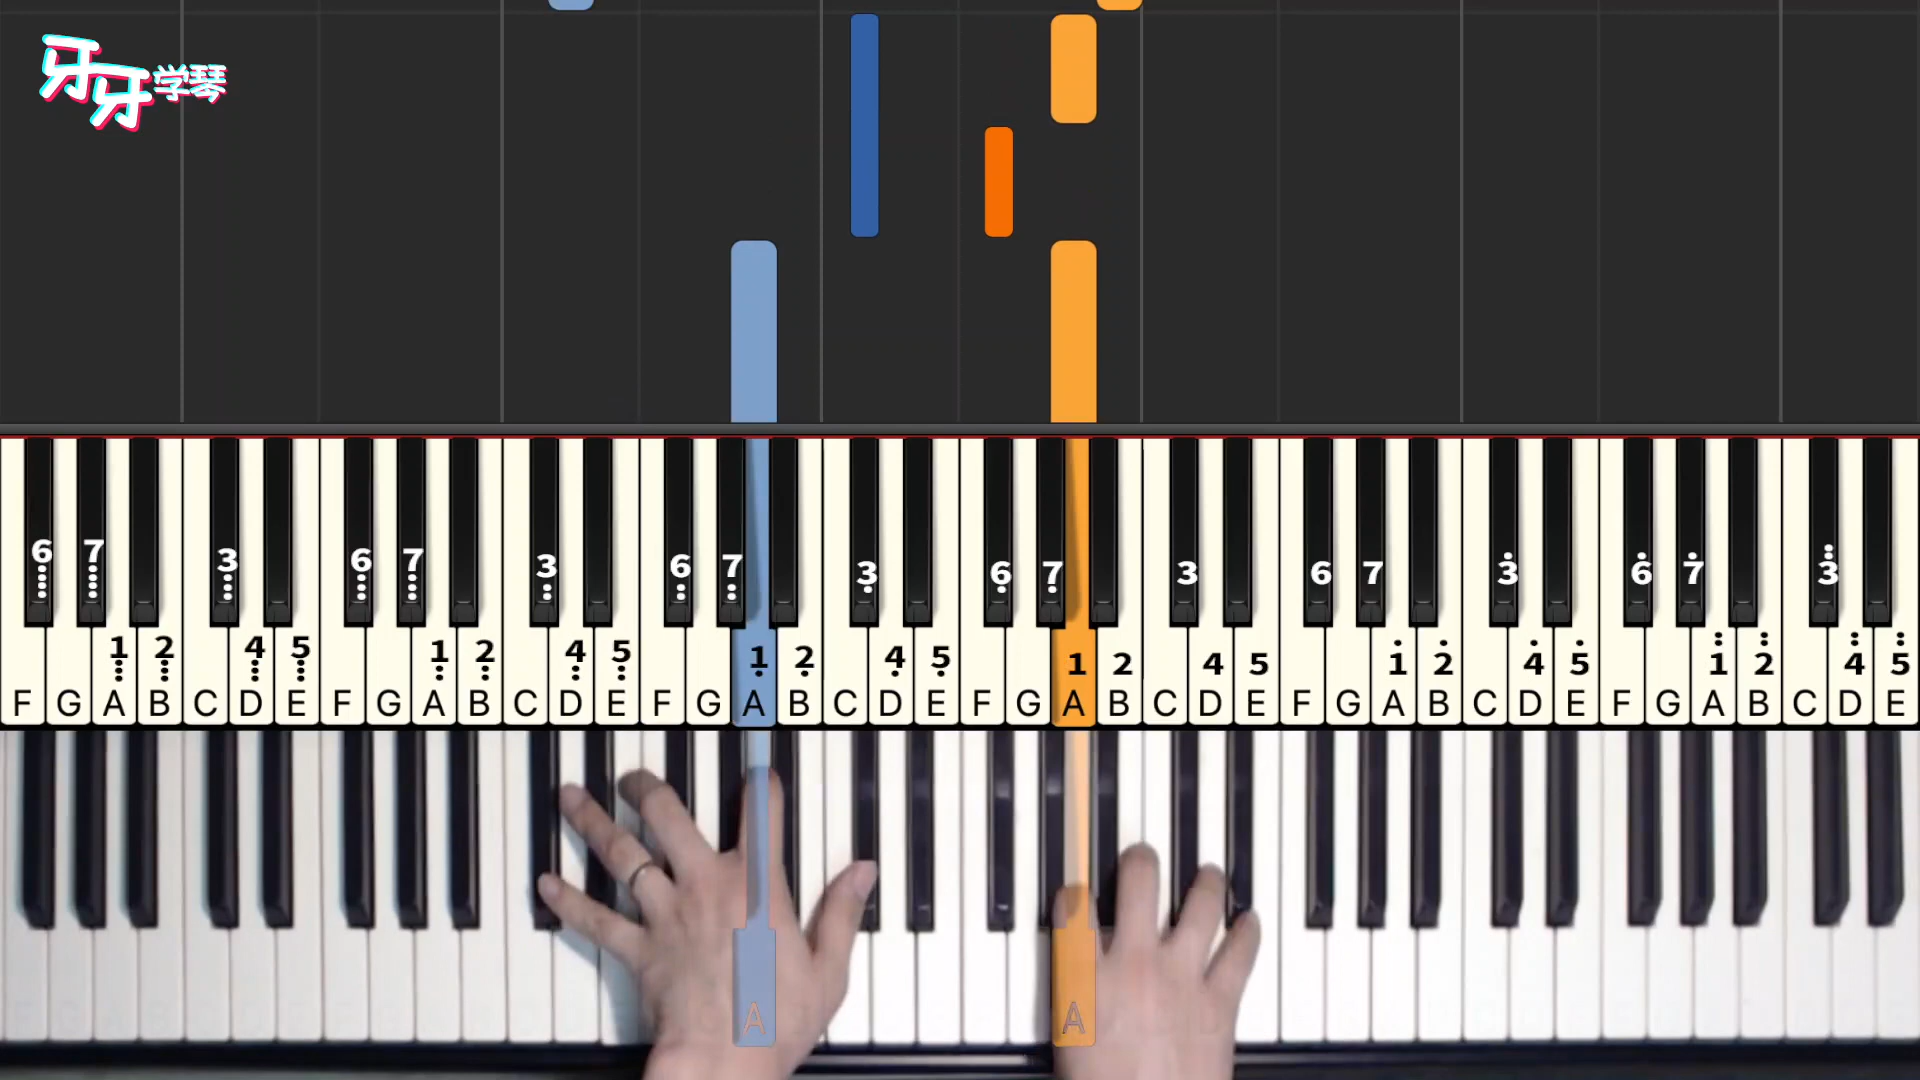 牙牙学琴
6 7 3 6 7 3 6 7 3 6 7 3 6 7 3 6 7 3
1 2 4 5 1 2 4 5 1 2 4 5 1 2 4 5 1 2 4 5 1 2 4 5
F G A B C D E F G A B C D E F G A B C D E F G A B C D E F G A B C D E F G A B C D E
A A